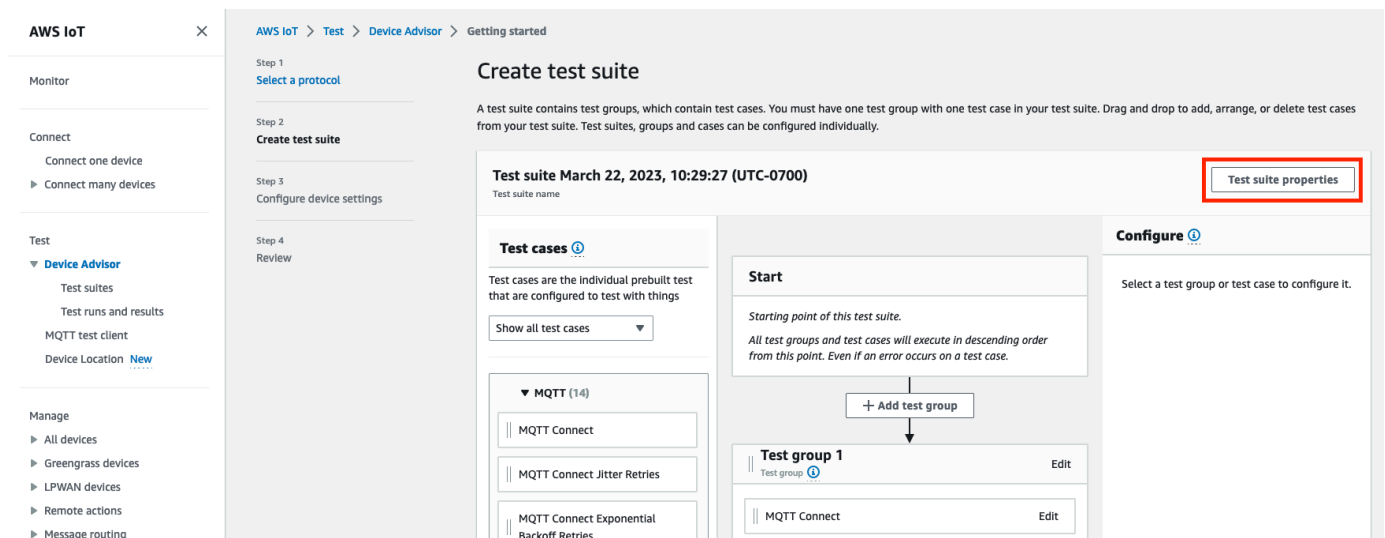 AWS IoT
Monitor
Connect
Connect one device
Connect many devices
Test
Device Advisor
Test suites
Test runs and results
MQTT test client
Device Location New
Manage
All devices
Greengrass devices
LPWAN devices
Remote actions
Message routing
AWS IoT > Test > Device Advisor > Getting started
Step 1
Select a protocol
Step 2
Create test suite
Step 3
Configure device settings
Step 4
Review
Create test suite
A test suite contains test groups, which contain test cases. You must have one test group with one test case in your test suite. Drag and drop to add, arrange, or delete test cases
from your test suite. Test suites, groups and cases can be configured individually.
Test suite March 22, 2023, 10:29:27 (UTC-0700)
Test suite name
Test suite properties
Test cases
Test cases are the individual prebuilt test
that are configured to test with things
Show all test cases
MQTT (14)
MQTT Connect
MQTT Connect Jitter Retries
MQTT Connect Exponential
Backoff Retries
Start
Starting point of this test suite.
All test groups and test cases will execute in descending order
from this point. Even if an error occurs on a test case.
+ Add test group
Test group 1
Test group
Edit
MQTT Connect
Edit
Configure
Select a test group or test case to configure it.